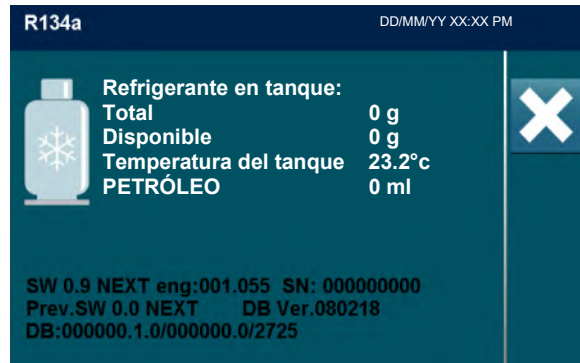 R134a DD/MM/YY XX:XX PM
Refrigerante en tanque:
Total 0 g
Disponible 0 g
Temperatura del tanque 23.2°c
PETRÓLEO 0 ml
SW 0.9 NEXT eng:001.055 SN: 000000000
Prev.SW 0.0 NEXT DB Ver.080218
DB:000000.1.0/000000.0/2725